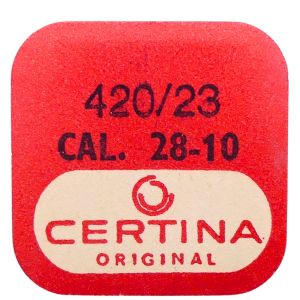 420/23
CAL. 28-10
CERTINA
ORIGINAL